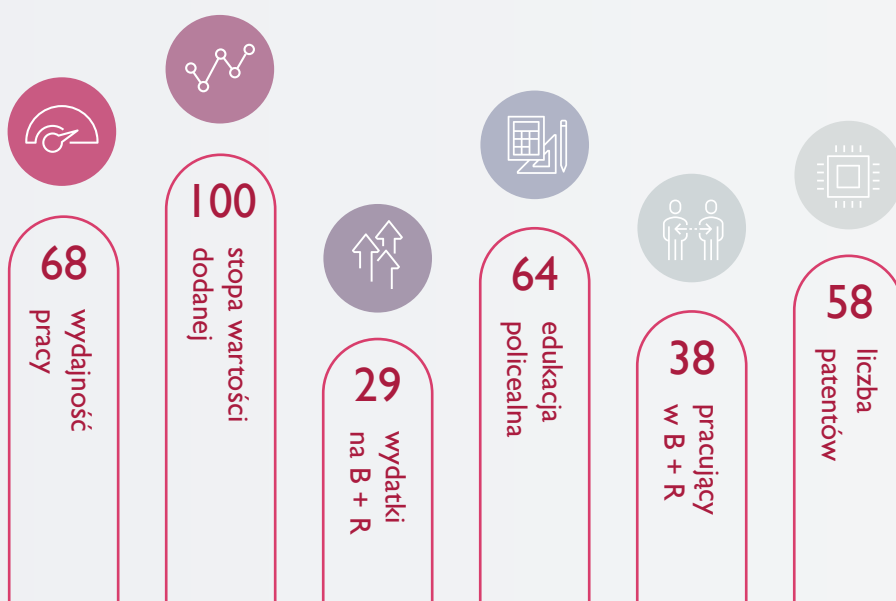 68
wydajność
pracy
100
stopa wartości
dodanej
29
wydatki
na B + R
64
edukacja
policealna
38
pracujący
w B + R
58
liczba
patentów